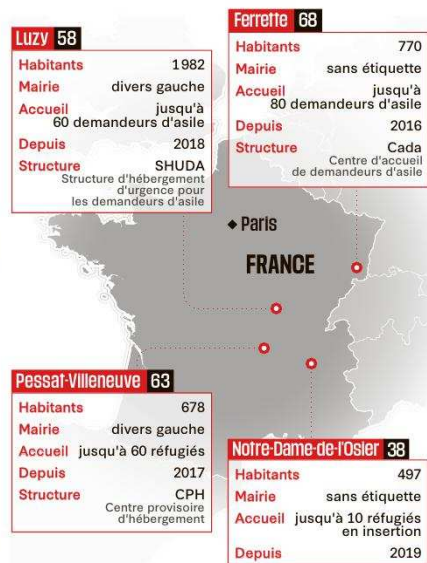 Luzy 58
Habitants 1982
Mairie divers gauche
Accueil jusqu'à
60 demandeurs d'asile
Depuis 2018
Structure SHUDA
Structure d'hébergement
d'urgence pour
les demandeurs d'asile
Ferrette 68
Habitants 770
Mairie sans étiquette
Accueil jusqu'à
80 demandeurs d'asile
Depuis 2016
Structure Cada
Centre d'accueil
de demandeurs d'asile
Paris
FRANCE
Pessat-Villeneuve 63
Habitants 678
Mairie divers gauche
Accueil jusqu'à 60 réfugiés
Depuis 2017
Structure CPH
Centre provisoire
d'hébergement
Notre-Dame-de-l'Osier 38
Habitants 497
Mairie sans étiquette
Accueil jusqu'à 10 réfugiés
en insertion
Depuis 2019